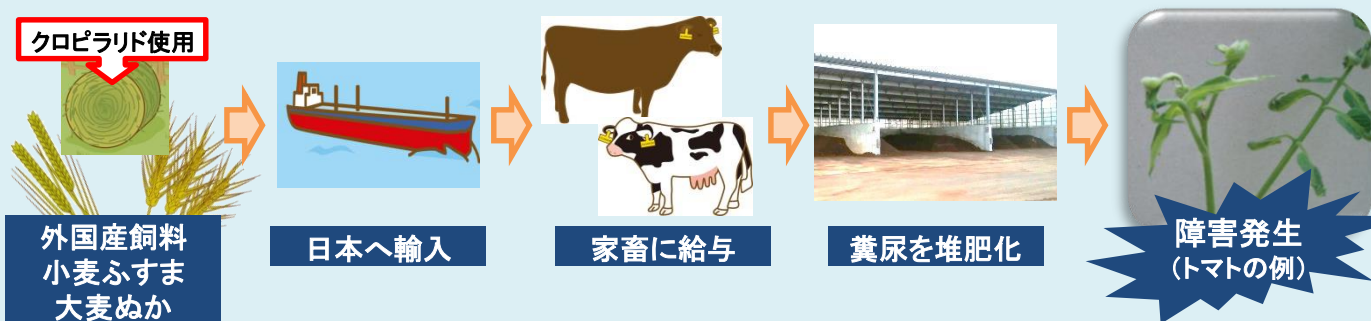 クロピラリド使用
外国産飼料
小麦ふすま
大麦ぬか
日本へ輸入
家畜に給与
糞尿を堆肥化
障害発生
（トマトの例）